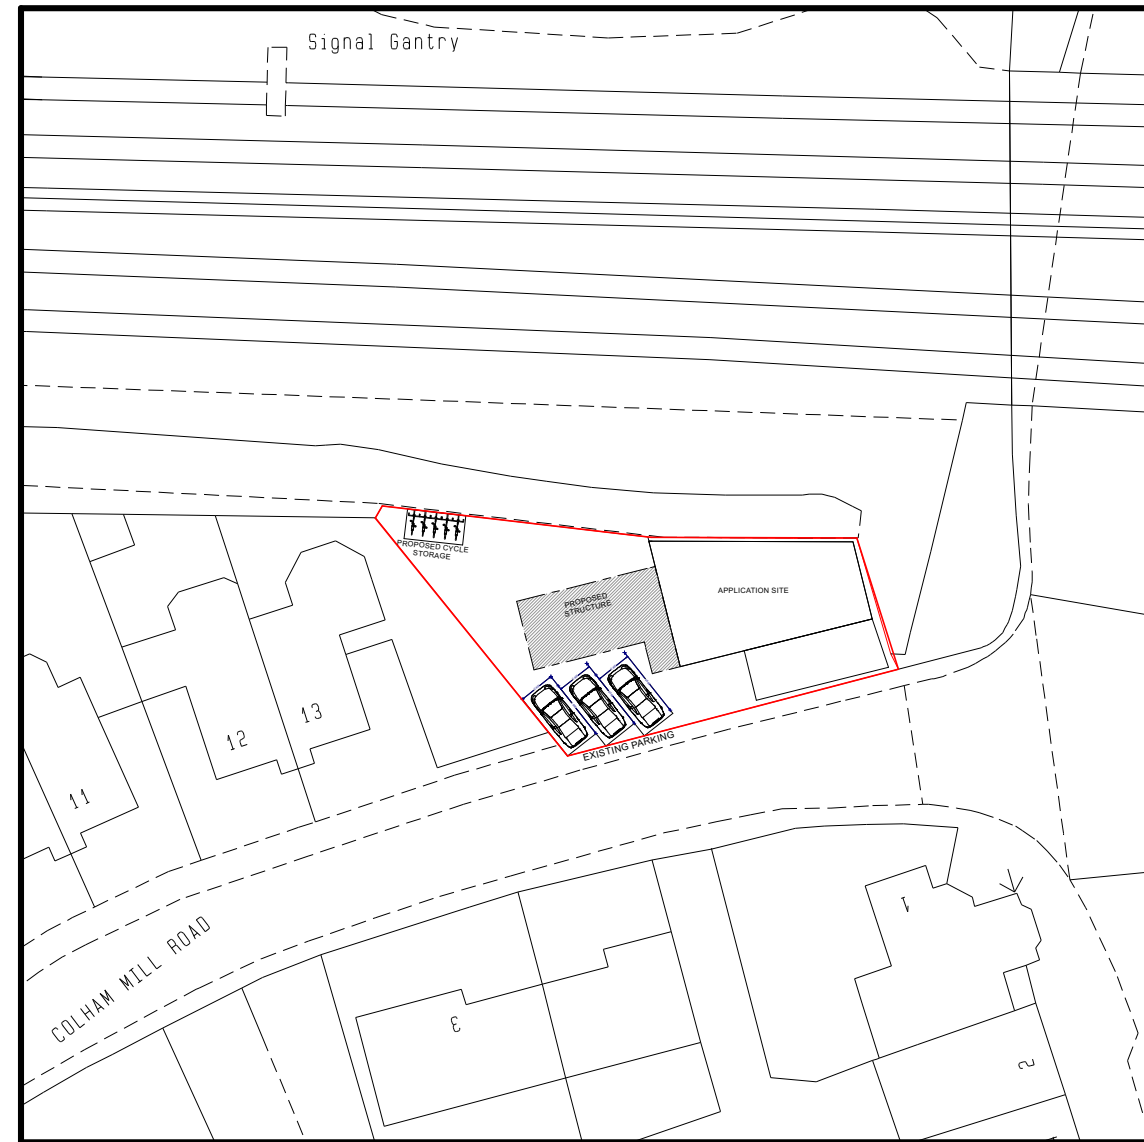 Signal Gantry
PROPOSED CYCLE
STORAGE
PROPOSED
STRUCTURE
APPLICATION SITE
EXISTING PARKING
13
12
11
COLHAM MILL ROAD
1
3
2